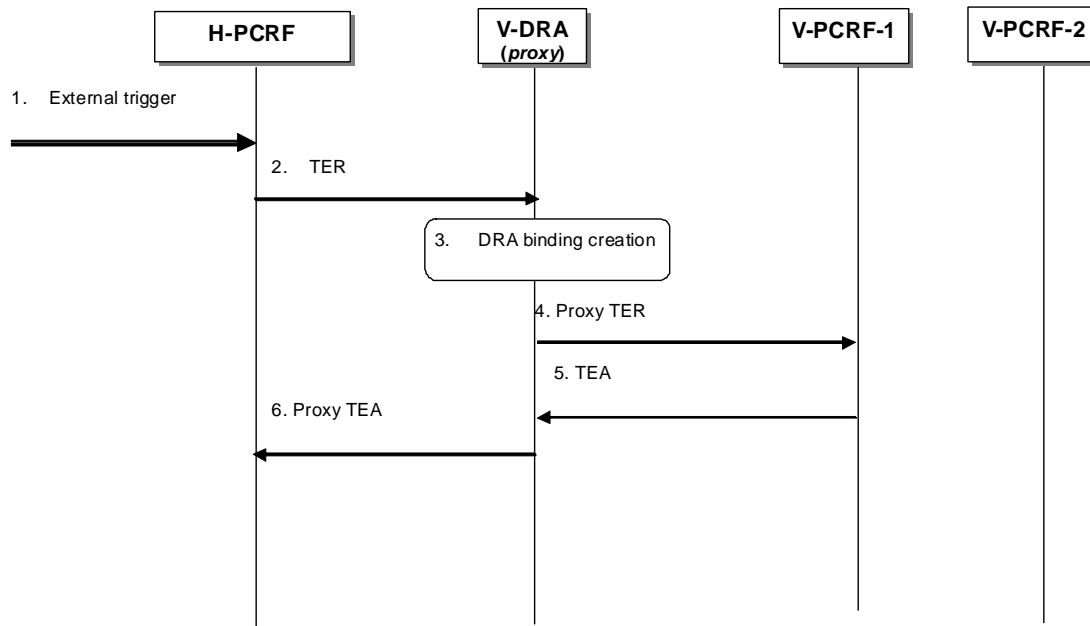 H-PCRF
V-DRA
(proxy)
V-PCRF-1
V-PCRF-2
1. External trigger
2. TER
3. DRA binding creation
4. Proxy TER
5. TEA
6. Proxy TEA